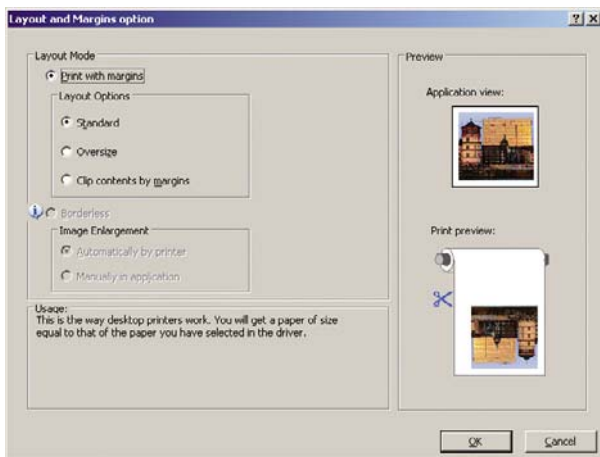 Layout and Margins option
Layout Mode
Print with margins
Layout Options
Standard
Oversize
Clip contents by margins
Borderless
Image Enlargement
Automatically by printer
Manually in application
Usage:
This is the way desktop printers work. You will get a paper of size
equal to that of the paper you have selected in the driver.
Preview
Application view:
Print preview:
OK
Cancel